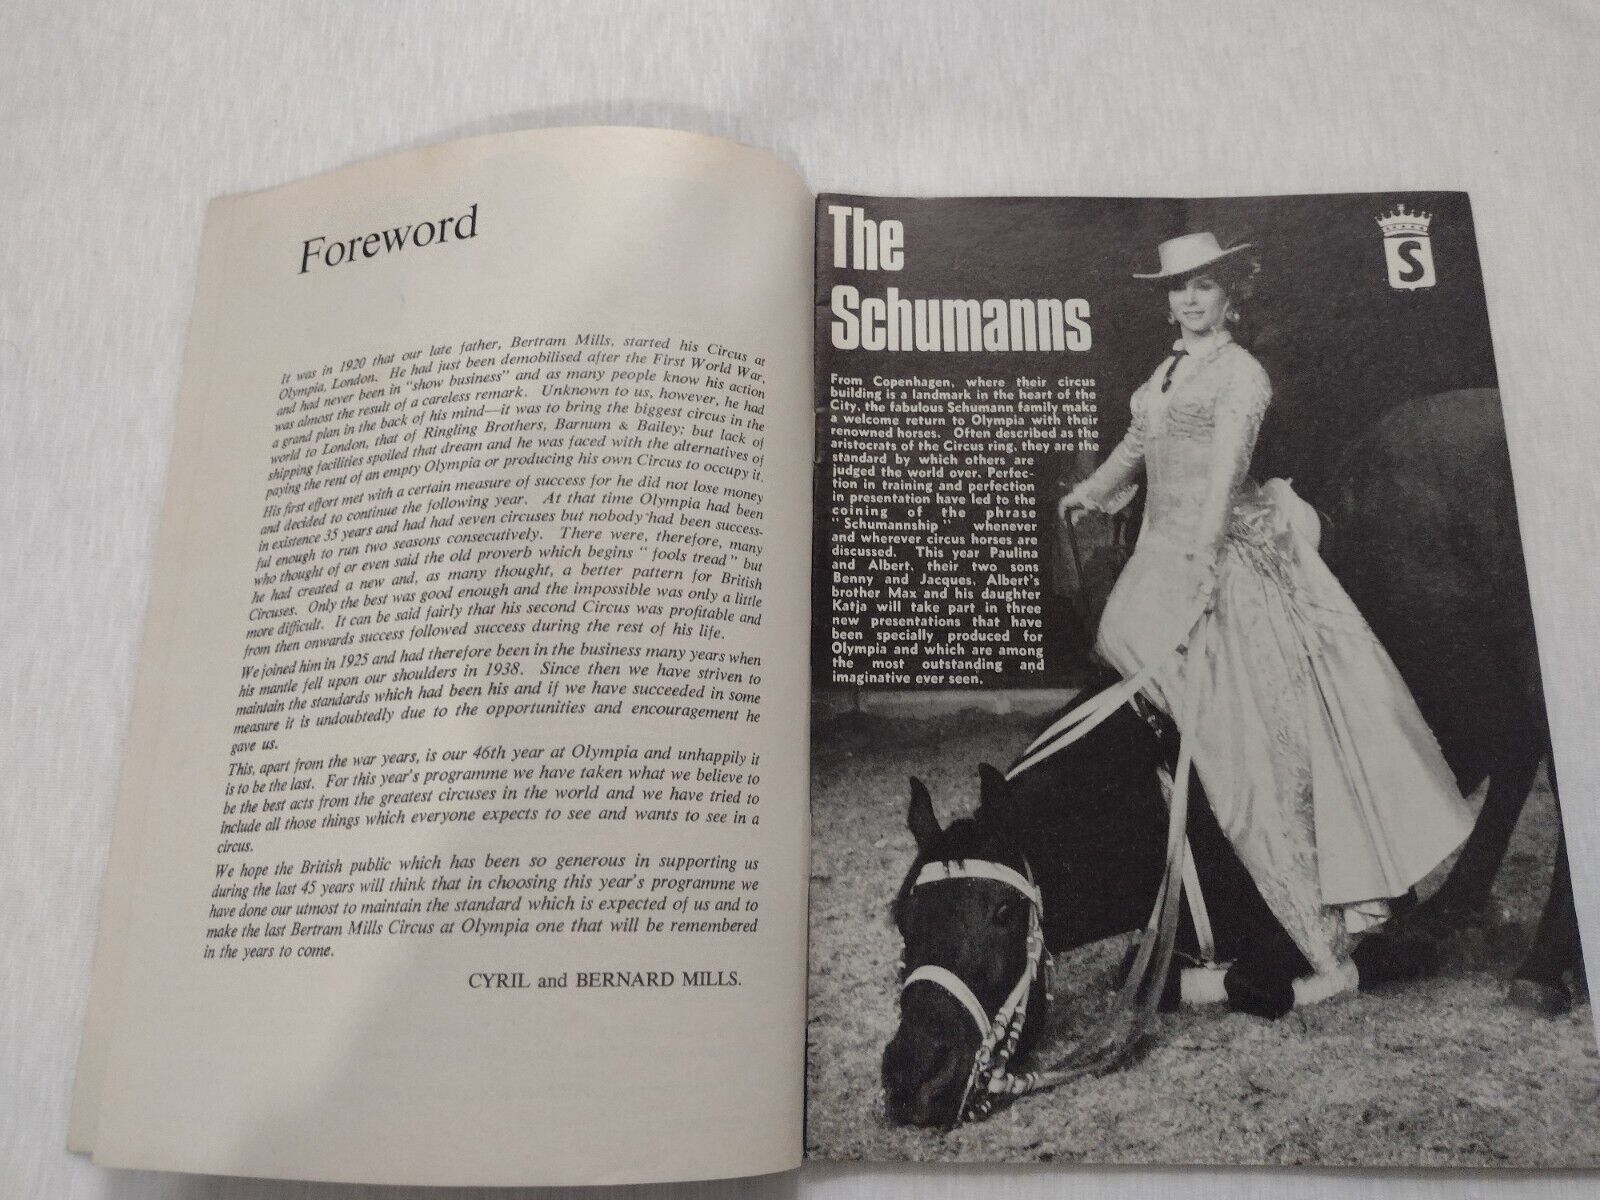 Foreword
It was in 1920 that our late father, Bertram Mills, started his Circus at
Olympia, London. He had just been demobilised after the First World War,
and had never been in "show business" and as many people know his action
was almost the result of a careless remark. Unknown to us, however, he had
a grand plan in the back of his mind—it was to bring the biggest circus in the
world to London, that of Ringling Brothers, Barnum & Bailey; but lack of
shipping facilities spoiled that dream and he was faced with the alternatives of
paying the rent of an empty Olympia or producing his own Circus to occupy it.
His first effort met with a certain measure of success for he did not lose money
and decided to continue the following year. At that time Olympia had been
in existence 35 years and had had seven circuses but nobody had been success-
ful enough to run two seasons consecutively. There were, therefore, many
who thought of or even said the old proverb which begins "fools tread" but
he had created a new and, as many thought, a better pattern for British
Circuses. Only the best was good enough and the impossible was only a little
more difficult. It can be said fairly that his second Circus was profitable and
from then onwards success followed success during the rest of his life.
We joined him in 1925 and had therefore been in the business many years when
his mantle fell upon our shoulders in 1938. Since then we have striven to
maintain the standards which had been his and if we have succeeded in some
measure it is undoubtedly due to the opportunities and encouragement he
gave us.
This, apart from the war years, is our 46th year at Olympia and unhappily it
is to be the last. For this year's programme we have taken what we believe to
be the best acts from the greatest circuses in the world and we have tried to
include all those things which everyone expects to see and wants to see in a
circus.
We hope the British public which has been so generous in supporting us
during the last 45 years will think that in choosing this year's programme we
have done our utmost to maintain the standard which is expected of us and to
make the last Bertram Mills Circus at Olympia one that will be remembered
in the years to come.
CYRIL and BERNARD MILLS.
The
Schumanns
S
From Copenhagen, where their circus
building is a landmark in the heart of the
City, the fabulous Schumann family make
a welcome return to Olympia with their
renowned horses. Often described as the
aristocrats of the Circus ring, they are the
standard by which others are
judged the world over. Perfec-
tion in training and perfection
in presentation have led to the
coining of the phrase
"Schumannship" whenever
and wherever circus horses are
discussed. This year Paulina
and Albert, their two sons
Benny and Jacques, Albert's
brother Max and his daughter
Katja will take part in three
new presentations that have
been specially produced for
Olympia and which are among
the most outstanding and
imaginative ever seen.